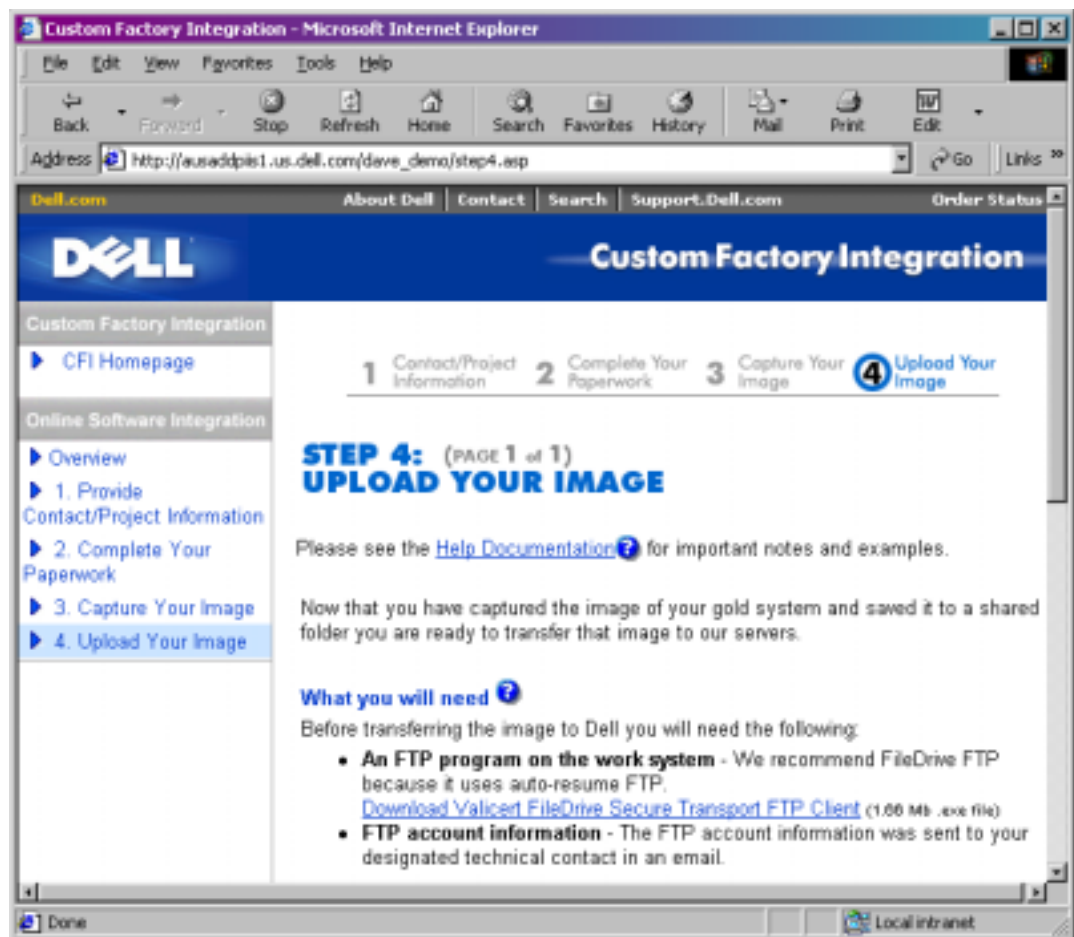 Custom Factory Integration - Microsoft Internet Explorer
File Edit View Favorites Tools Help
Back Forward Stop Refresh Home Search Favorites History Mail Print Edit
Address http://ausaddpiis1.us.dell.com/dave_demo/step4.asp Go Links »
Dell.com About Dell | Contact | Search | Support.Dell.com Order Status
DELL Custom Factory Integration
Custom Factory Integration
CFI Homepage
Online Software Integration
Overview
1. Provide
Contact/Project Information
2. Complete Your
Paperwork
3. Capture Your Image
4. Upload Your Image
1 Contact/Project
Information
2 Complete Your
Paperwork
3 Capture Your
Image
4 Upload Your
Image
STEP 4: (PAGE 1 of 1)
UPLOAD YOUR IMAGE
Please see the Help Documentation ? for important notes and examples.
Now that you have captured the image of your gold system and saved it to a shared
folder you are ready to transfer that image to our servers.
What you will need ?
Before transferring the image to Dell you will need the following:
• An FTP program on the work system - We recommend FileDrive FTP
because it uses auto-resume FTP.
Download Valicert FileDrive Secure Transport FTP Client (1.66 Mb .exe file)
• FTP account information - The FTP account information was sent to your
designated technical contact in an email.
Done
Local intranet